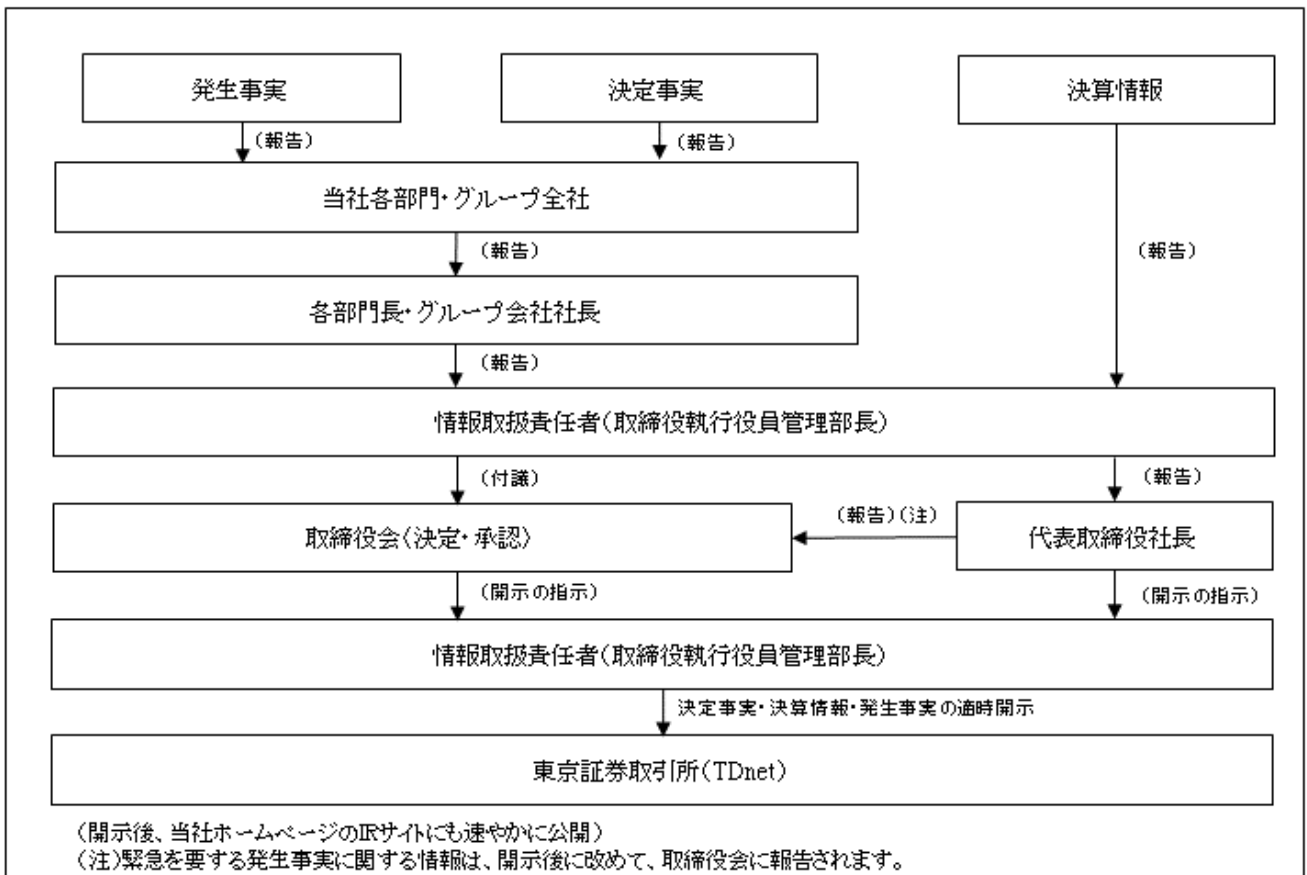 発生事実
決定事実
決算情報
(報告)
(報告)
当社各部門・グループ全社
(報告)
(報告)
各部門長・グループ会社社長
(報告)
情報取扱責任者(取締役執行役員管理部長)
(付議)
(報告)
取締役会(決定・承認)
(報告)(注)
代表取締役社長
(開示の指示)
(開示の指示)
情報取扱責任者(取締役執行役員管理部長)
決定事実・決算情報・発生事実の適時開示
東京証券取引所(TDnet)
(開示後、当社ホームページのIRサイトにも速やかに公開)
(注)緊急を要する発生事実に関する情報は、開示後に改めて、取締役会に報告されます。